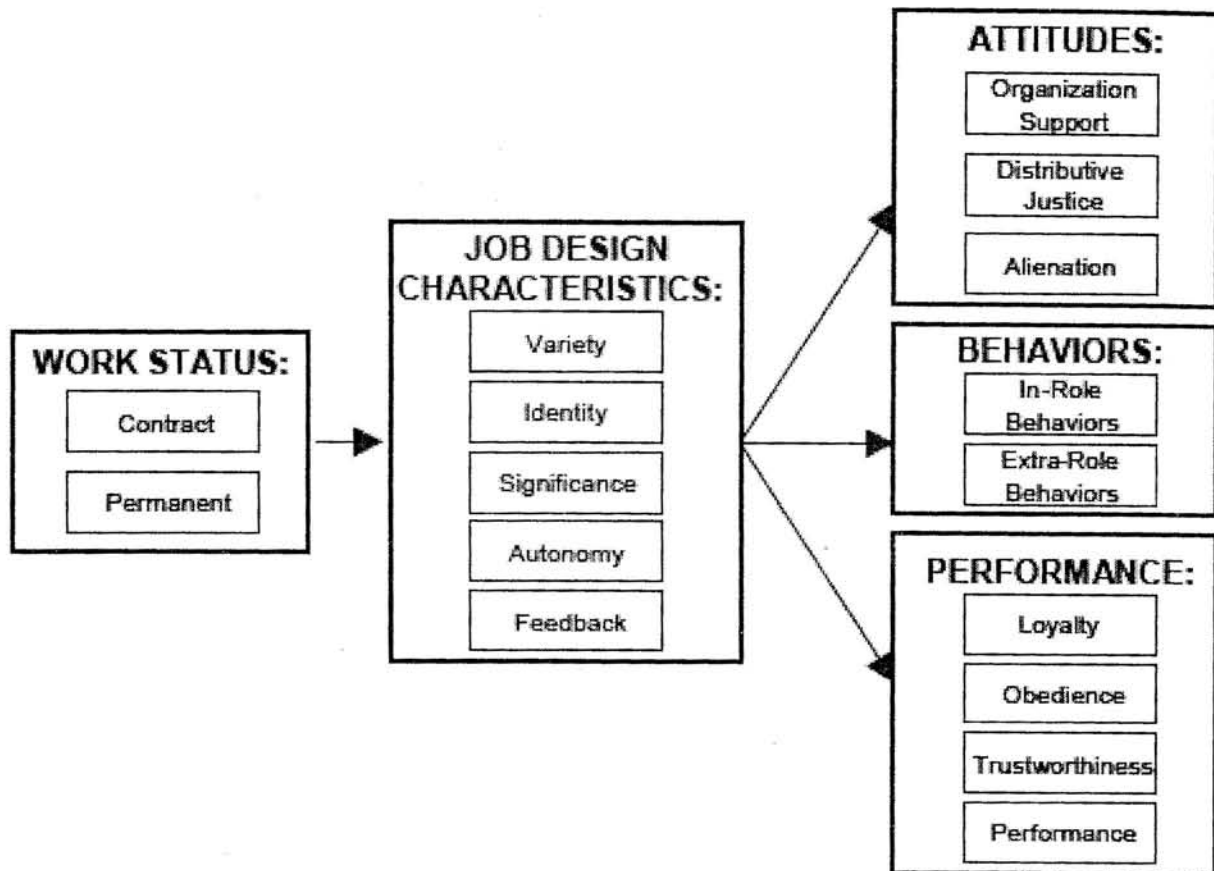 WORK STATUS:
Contract
Permanent
JOB DESIGN
CHARACTERISTICS:
Variety
Identity
Significance
Autonomy
Feedback
ATTITUDES:
Organization
Support
Distributive
Justice
Alienation
BEHAVIORS:
In-Role
Behaviors
Extra-Role
Behaviors
PERFORMANCE:
Loyalty
Obedience
Trustworthiness
Performance